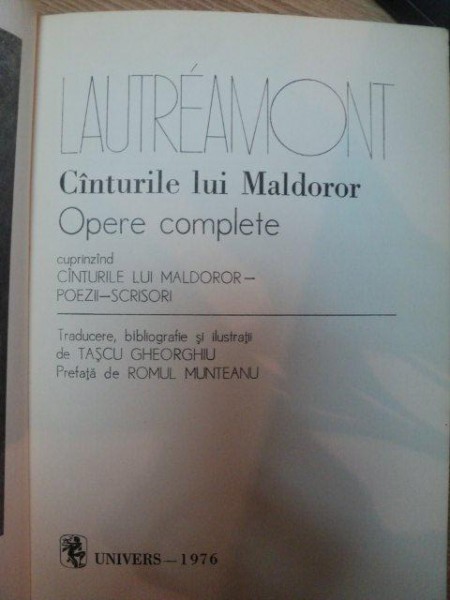 LAUTRÉAMONT
Cînturile lui Maldoror
Opere complete
cuprinzînd
CÎNTURILE LUI MALDOROR—
POEZII—SCRISORI
Traducere, bibliografie și ilustrații
de TAȘCU GHEORGHIU
Prefață de ROMUL MUNTEANU
UNIVERS—1976